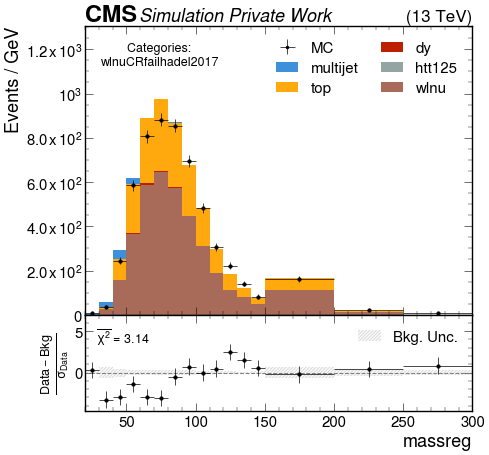 CMS Simulation Private Work (13 TeV)
Events / GeV
Categories:
wlnuCRfailhadel2017
MC
multijet
top
dy
htt125
wlnu
1.2 x 10³
10³
8.0 x 10²
6.0 x 10²
4.0 x 10²
2.0 x 10²
0
Data − Bkg
σData
χ² = 3.14
Bkg. Unc.
5
0
50 100 150 200 250 300
massreg